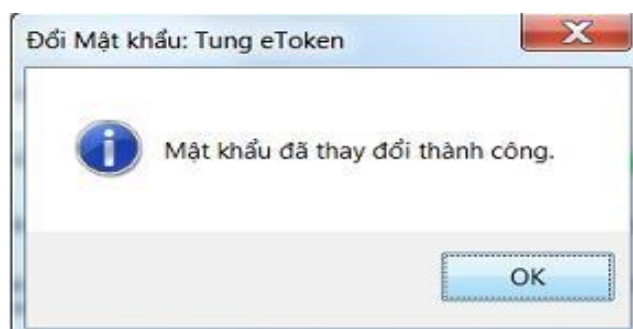 Đổi Mật khẩu: Tung eToken
Mật khẩu đã thay đổi thành công.
OK